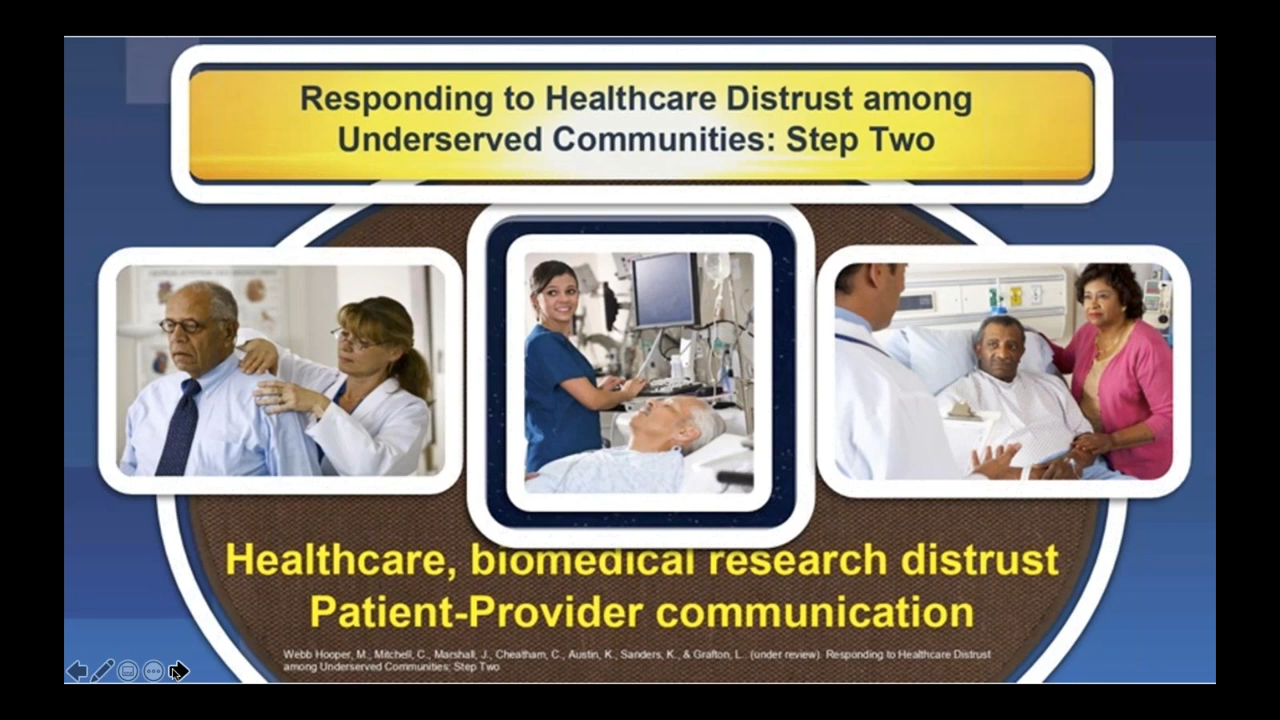 Responding to Healthcare Distrust among
Underserved Communities: Step Two
Healthcare, biomedical research distrust
Patient-Provider communication
Webb Hooper, M., Mitchell, C., Marshall, J., Cheatham, C., Austin, K., Sanders, K., & Grafton, L. (under review). Responding to Healthcare Distrust
among Underserved Communities: Step Two